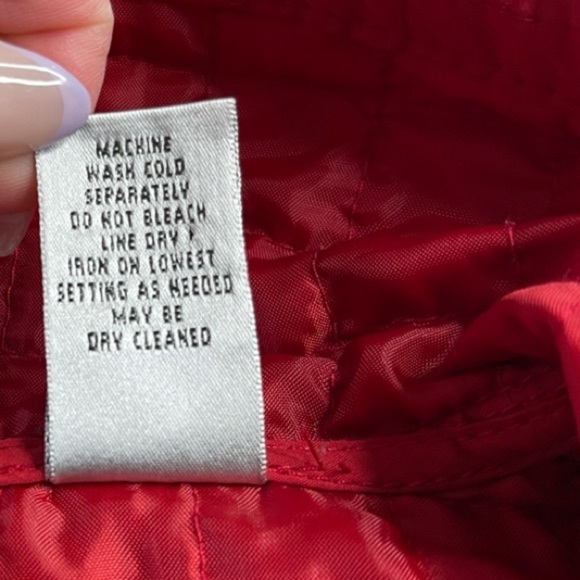 MACHINE
WASH COLD
SEPARATELY
DO NOT BLEACH
LINE DRY
IRON ON LOWEST
SETTING AS NEEDED
MAY BE
DRY CLEANED